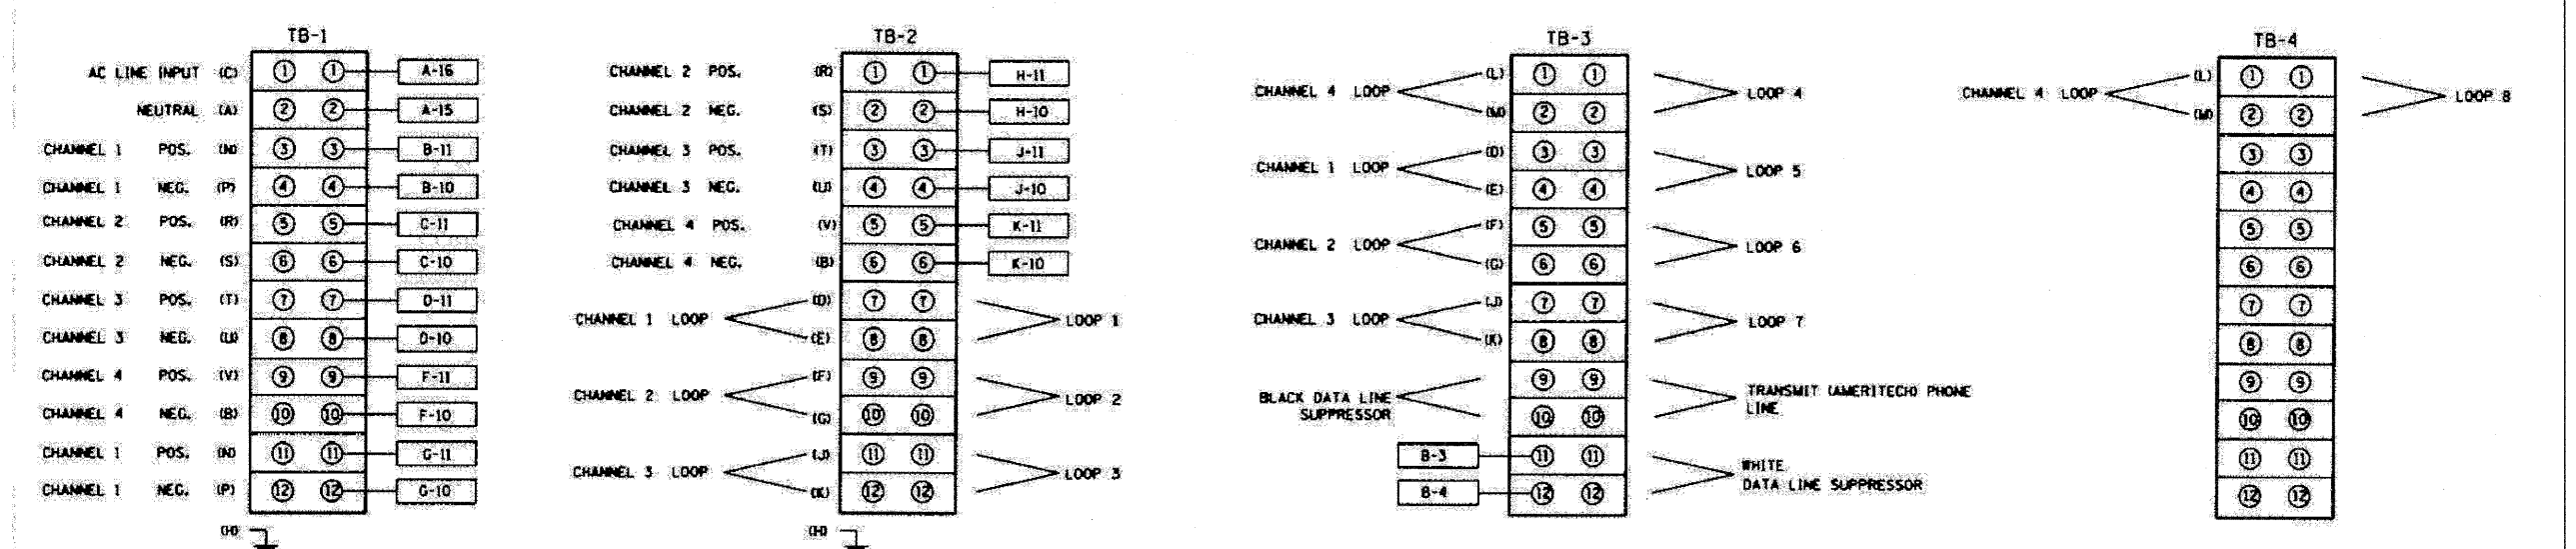 TB-1
AC LINE INPUT (C) 1 1 A-16
NEUTRAL (A) 2 2 A-15
CHANNEL 1 POS. (N) 3 3 B-11
CHANNEL 1 NEG. (P) 4 4 B-10
CHANNEL 2 POS. (R) 5 5 C-11
CHANNEL 2 NEG. (S) 6 6 C-10
CHANNEL 3 POS. (T) 7 7 D-11
CHANNEL 3 NEG. (U) 8 8 D-10
CHANNEL 4 POS. (V) 9 9 F-11
CHANNEL 4 NEG. (B) 10 10 F-10
CHANNEL 1 POS. (N) 11 11 G-11
CHANNEL 1 NEG. (P) 12 12 G-10
(H)
TB-2
CHANNEL 2 POS. (R) 1 1 H-11
CHANNEL 2 NEG. (S) 2 2 H-10
CHANNEL 3 POS. (T) 3 3 J-11
CHANNEL 3 NEG. (U) 4 4 J-10
CHANNEL 4 POS. (V) 5 5 K-11
CHANNEL 4 NEG. (B) 6 6 K-10
(D) 7 7
CHANNEL 1 LOOP LOOP 1
(E) 8 8
(F) 9 9
CHANNEL 2 LOOP LOOP 2
(G) 10 10
(J) 11 11
CHANNEL 3 LOOP LOOP 3
(K) 12 12
(H)
TB-3
(L) 1 1
CHANNEL 4 LOOP LOOP 4
(M) 2 2
(D) 3 3
CHANNEL 1 LOOP LOOP 5
(E) 4 4
(F) 5 5
CHANNEL 2 LOOP LOOP 6
(G) 6 6
(J) 7 7
CHANNEL 3 LOOP LOOP 7
(K) 8 8
9 9
BLACK DATA LINE TRANSMIT (AMERITECH) PHONE
SUPPRESSOR LINE
10 10
B-3 11 11
WHITE
DATA LINE SUPPRESSOR
B-4 12 12
TB-4
(L) 1 1
CHANNEL 4 LOOP LOOP 8
(M) 2 2
3 3
4 4
5 5
6 6
7 7
8 8
9 9
10 10
11 11
12 12